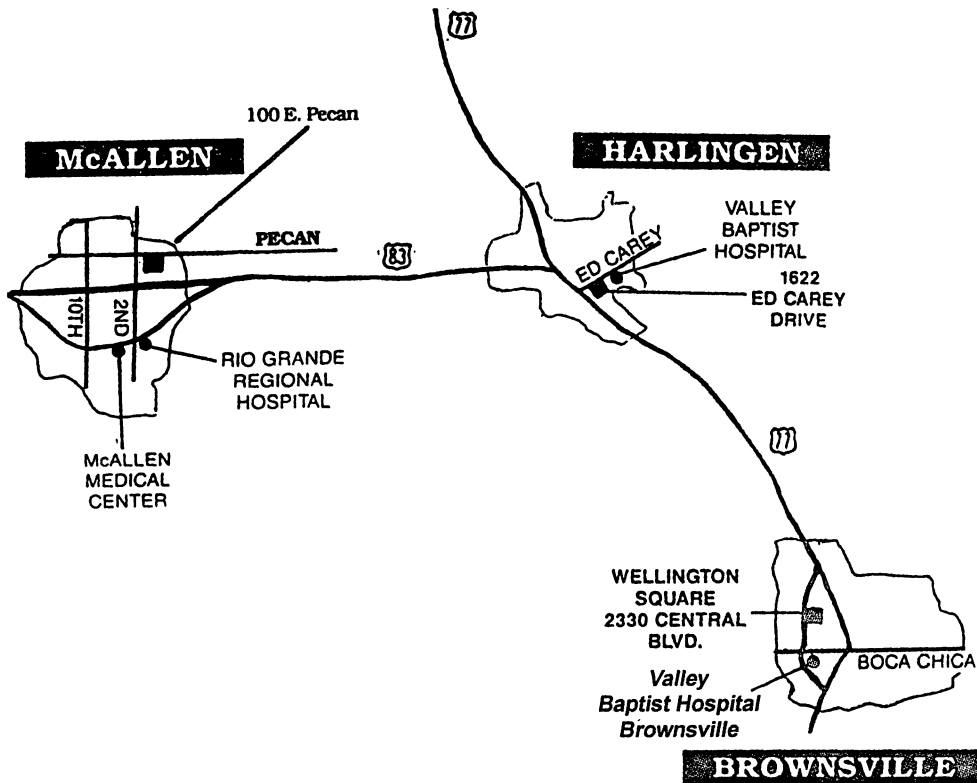 77
100 E. Pecan
McALLEN
HARLINGEN
PECAN
83
10TH
2ND
RIO GRANDE
REGIONAL
HOSPITAL
McALLEN
MEDICAL
CENTER
ED CAREY
VALLEY
BAPTIST
HOSPITAL
1622
ED CAREY
DRIVE
77
WELLINGTON
SQUARE
2330 CENTRAL
BLVD.
BOCA CHICA
Valley
Baptist Hospital
Brownsville
BROWNSVILLE